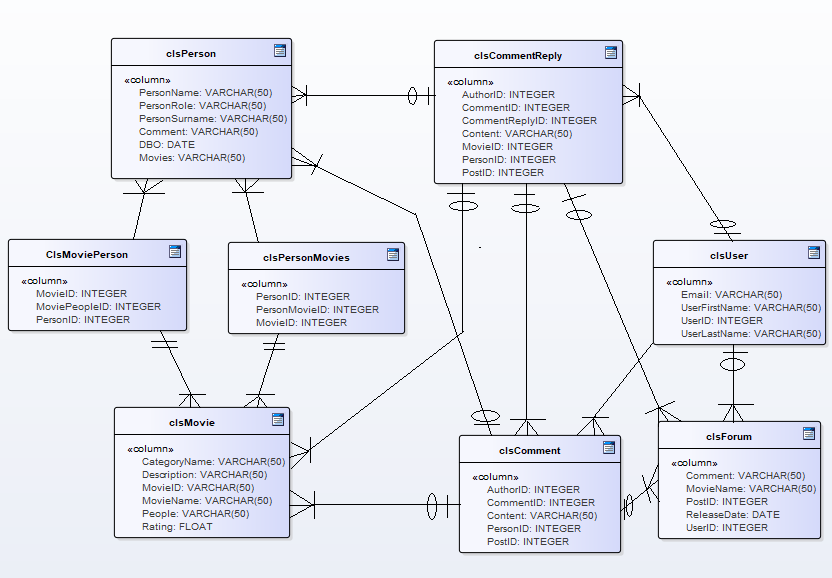 clsPerson
«column»
PersonName: VARCHAR(50)
PersonRole: VARCHAR(50)
PersonSurname: VARCHAR(50)
Comment: VARCHAR(50)
DBO: DATE
Movies: VARCHAR(50)
clsCommentReply
«column»
AuthorID: INTEGER
CommentID: INTEGER
CommentReplyID: INTEGER
Content: VARCHAR(50)
MovieID: INTEGER
PersonID: INTEGER
PostID: INTEGER
ClsMoviePerson
«column»
MovieID: INTEGER
MoviePeopleID: INTEGER
PersonID: INTEGER
clsPersonMovies
«column»
PersonID: INTEGER
PersonMovieID: INTEGER
MovieID: INTEGER
clsUser
«column»
Email: VARCHAR(50)
UserFirstName: VARCHAR(50)
UserID: INTEGER
UserLastName: VARCHAR(50)
clsMovie
«column»
CategoryName: VARCHAR(50)
Description: VARCHAR(50)
MovieID: INTEGER
MovieName: VARCHAR(50)
People: VARCHAR(50)
Rating: FLOAT
clsComment
«column»
AuthorID: INTEGER
CommentID: INTEGER
Content: VARCHAR(50)
PersonID: INTEGER
PostID: INTEGER
clsForum
«column»
Comment: VARCHAR(50)
MovieName: VARCHAR(50)
PostID: INTEGER
ReleaseDate: DATE
UserID: INTEGER